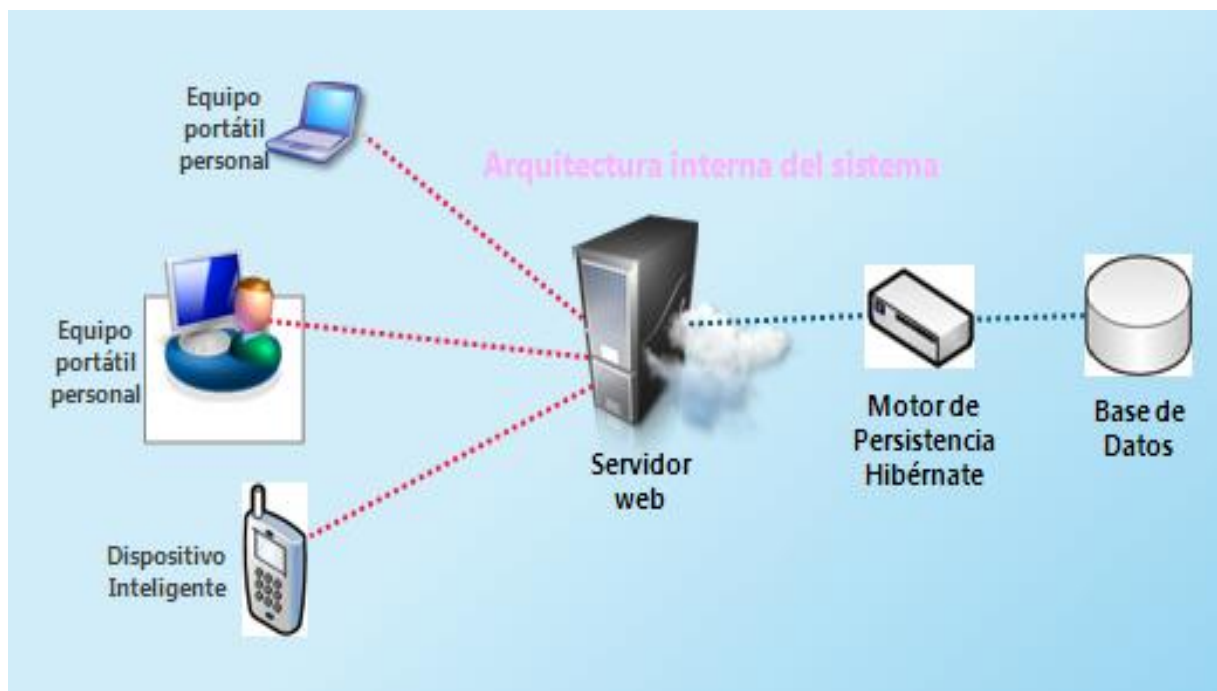 Equipo
portátil
personal
Arquitectura interna del sistema
Equipo
portátil
personal
Servidor
web
Motor de
Persistencia
Hibérnate
Base de
Datos
Dispositivo
Inteligente